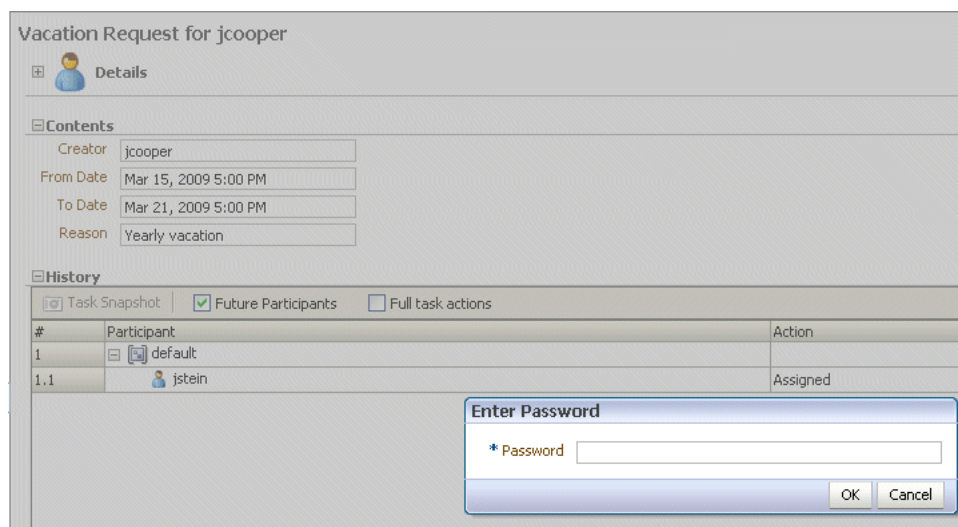 Vacation Request for jcooper
Details
Contents
Creator jcooper
From Date Mar 15, 2009 5:00 PM
To Date Mar 21, 2009 5:00 PM
Reason Yearly vacation
History
Task Snapshot Future Participants Full task actions
# Participant Action
1 default
1.1 jstein Assigned
Enter Password
* Password
OK Cancel